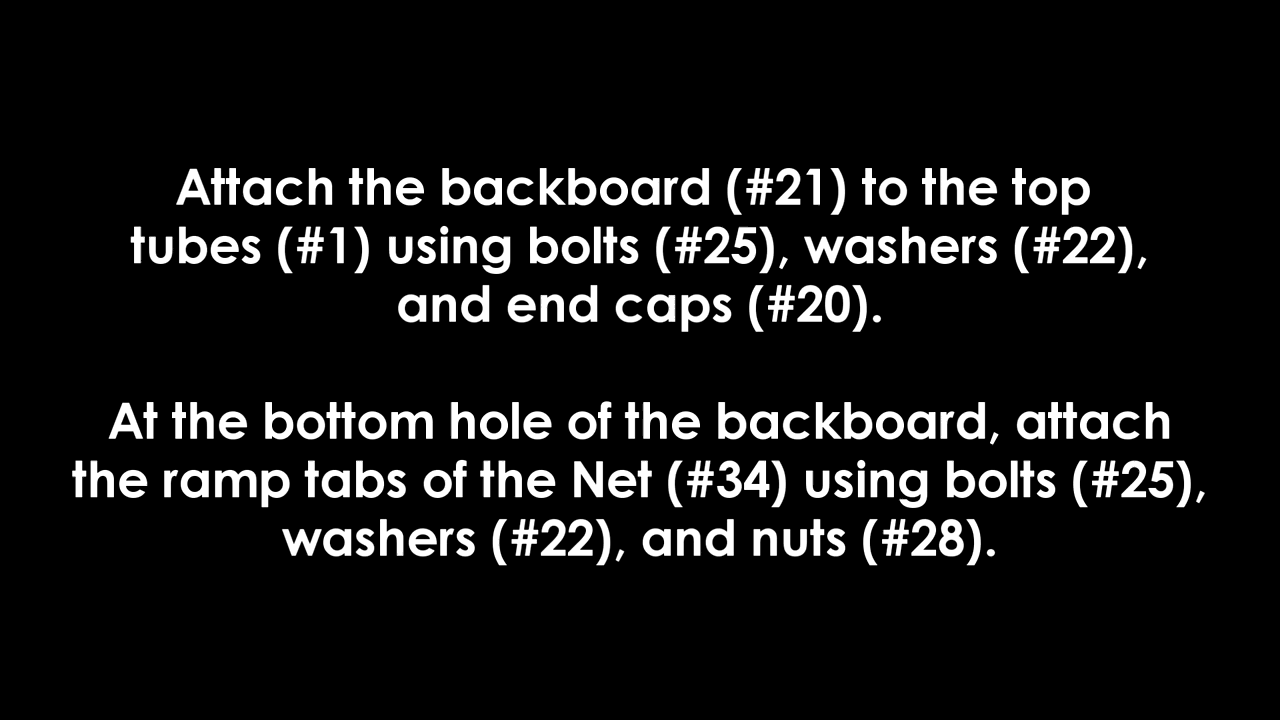 Attach the backboard (#21) to the top
tubes (#1) using bolts (#25), washers (#22),
and end caps (#20).
At the bottom hole of the backboard, attach
the ramp tabs of the Net (#34) using bolts (#25),
washers (#22), and nuts (#28).